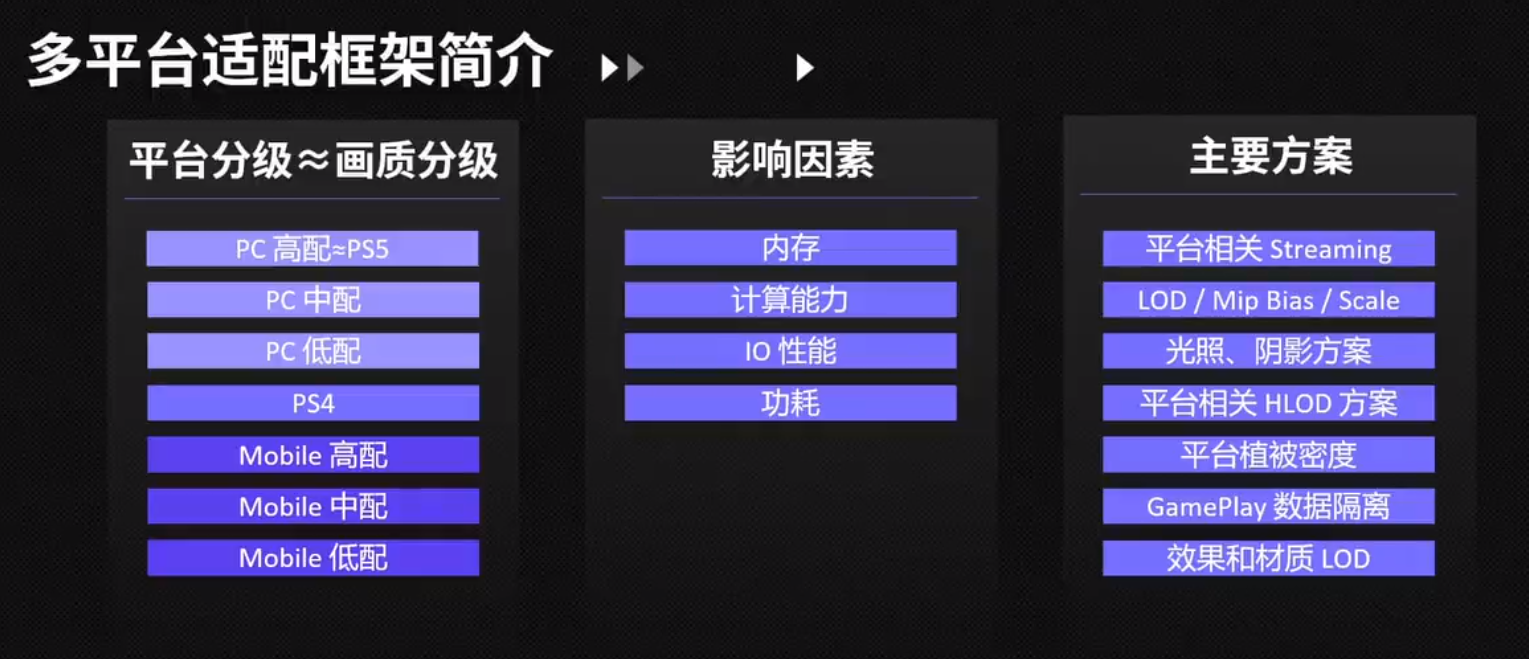 多平台适配框架简介
平台分级≈画质分级
PC 高配≈PS5
PC 中配
PC 低配
PS4
Mobile 高配
Mobile 中配
Mobile 低配
影响因素
内存
计算能力
IO 性能
功耗
主要方案
平台相关 Streaming
LOD / Mip Bias / Scale
光照、阴影方案
平台相关 HLOD 方案
平台植被密度
GamePlay 数据隔离
效果和材质 LOD